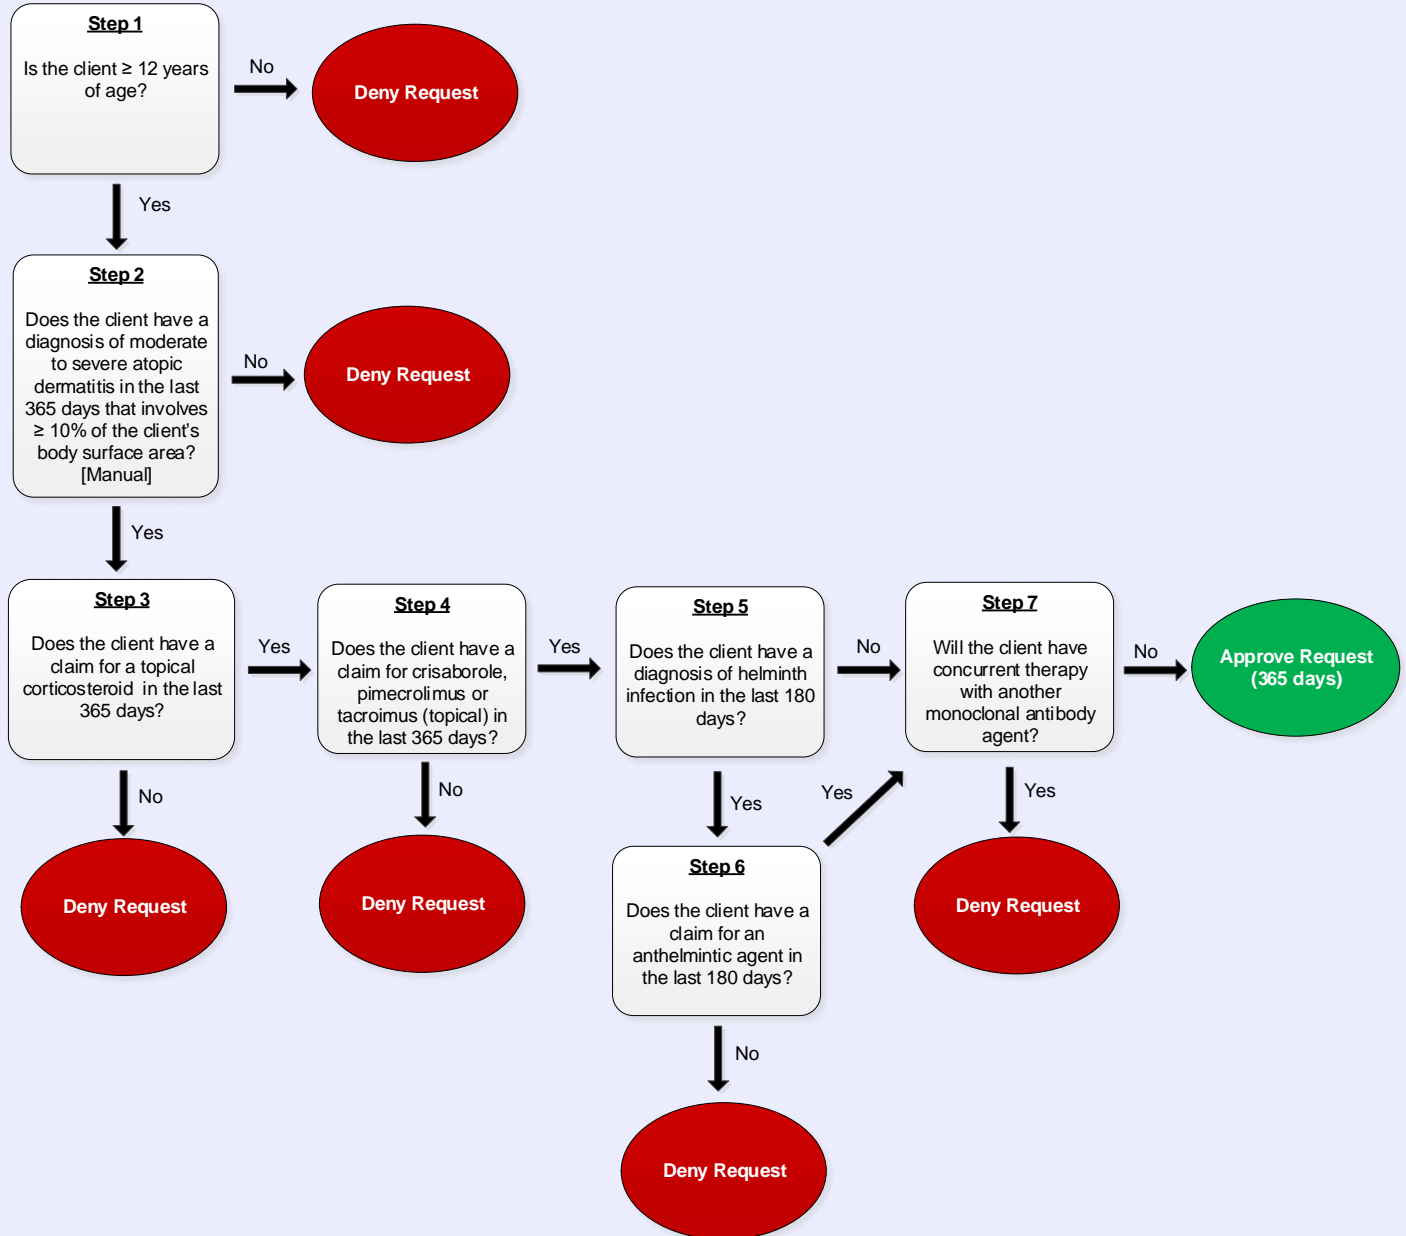 Step 1
Is the client ≥ 12 years
of age?
No
Deny Request
Yes
Step 2
Does the client have a
diagnosis of moderate
to severe atopic
dermatitis in the last
365 days that involves
≥ 10% of the client's
body surface area?
[Manual]
No
Deny Request
Yes
Step 3
Does the client have a
claim for a topical
corticosteroid in the last
365 days?
Yes
No
Deny Request
Step 4
Does the client have a
claim for crisaborole,
pimecrolimus or
tacroimus (topical) in
the last 365 days?
Yes
No
Deny Request
Step 5
Does the client have a
diagnosis of helminth
infection in the last 180
days?
No
Yes
Step 6
Does the client have a
claim for an
anthelmintic agent in
the last 180 days?
Yes
No
Deny Request
Step 7
Will the client have
concurrent therapy
with another
monoclonal antibody
agent?
No
Yes
Deny Request
Approve Request
(365 days)